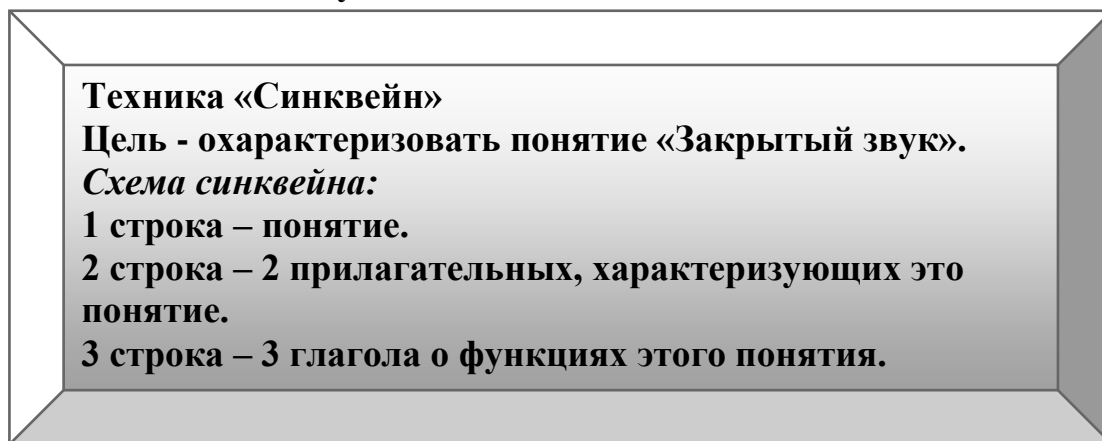 Техника «Синквейн»
Цель - охарактеризовать понятие «Закрытый звук».
Схема синквейна:
1 строка – понятие.
2 строка – 2 прилагательных, характеризующих это
понятие.
3 строка – 3 глагола о функциях этого понятия.